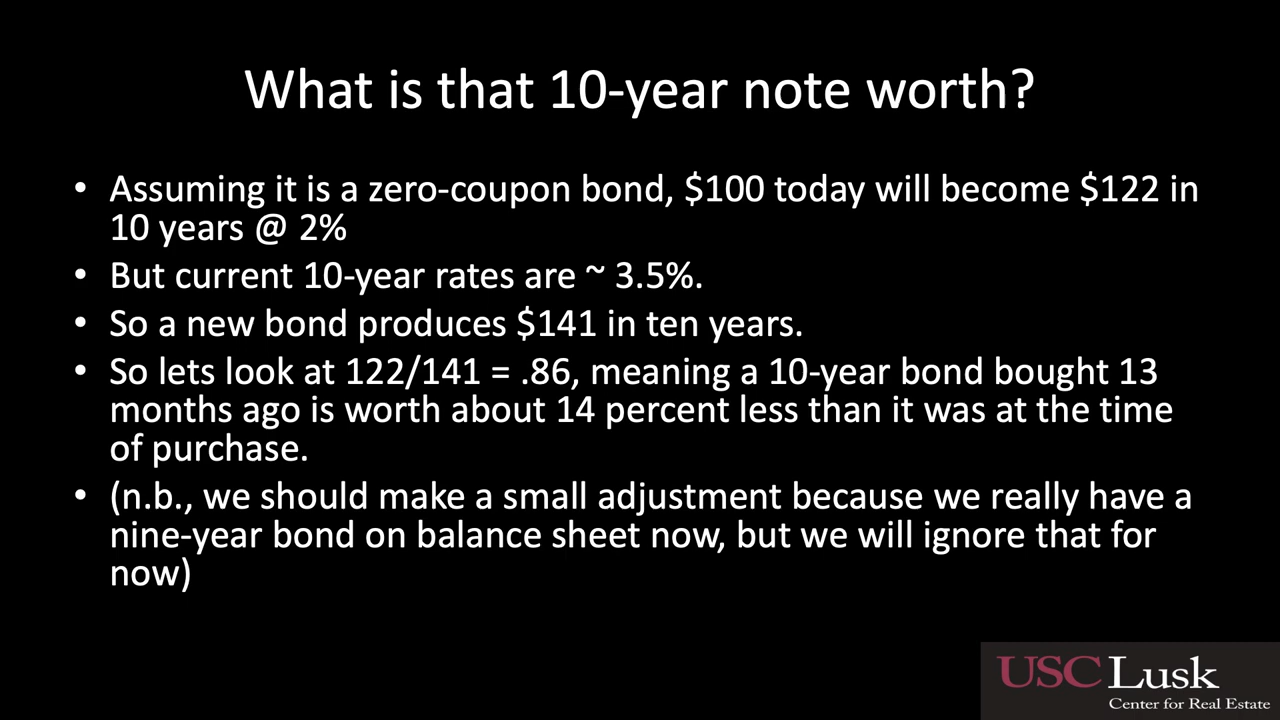 What is that 10-year note worth?
• Assuming it is a zero-coupon bond, $100 today will become $122 in
10 years @ 2%
• But current 10-year rates are ~ 3.5%.
• So a new bond produces $141 in ten years.
• So lets look at 122/141 = .86, meaning a 10-year bond bought 13
months ago is worth about 14 percent less than it was at the time
of purchase.
• (n.b., we should make a small adjustment because we really have a
nine-year bond on balance sheet now, but we will ignore that for
now)
USC Lusk
Center for Real Estate